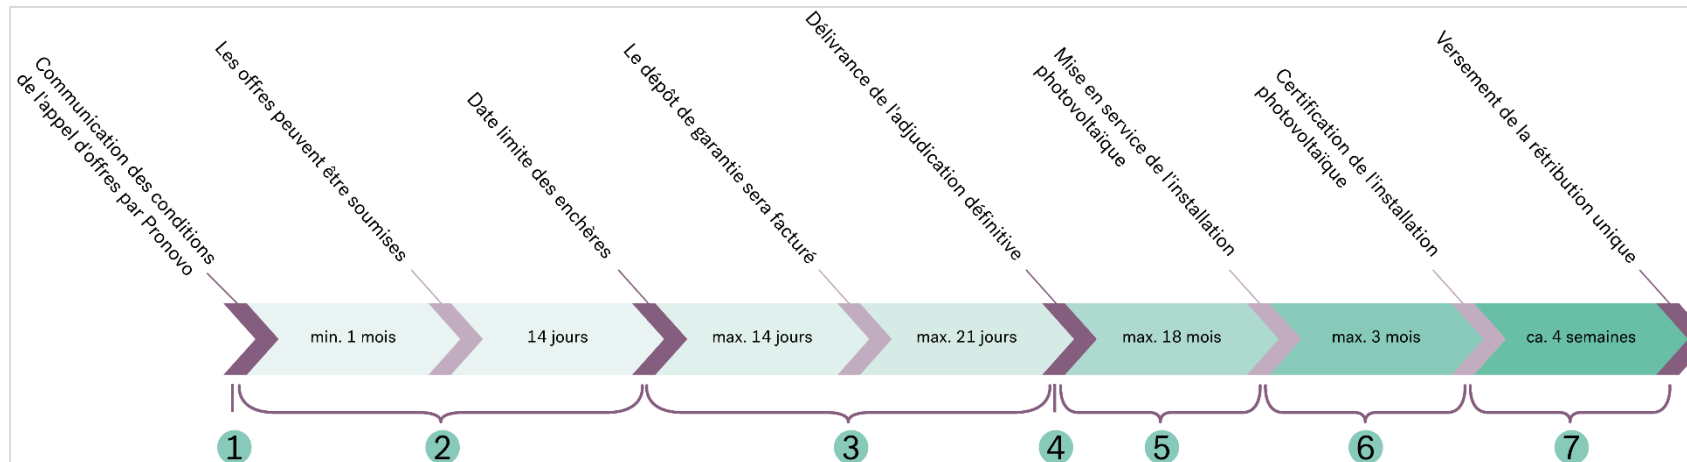 Communication des conditions
de l'appel d'offres par Pronovo
Les offres peuvent être soumises
Date limite des enchères
Le dépôt de garantie sera facturé
Délivrance de l'adjudication définitive
Mise en service de l'installation
photovoltaïque
Certification de l'installation
photovoltaïque
Versement de la rétribution unique
min. 1 mois
14 jours
max. 14 jours
max. 21 jours
max. 18 mois
max. 3 mois
ca. 4 semaines
1
2
3
4
5
6
7